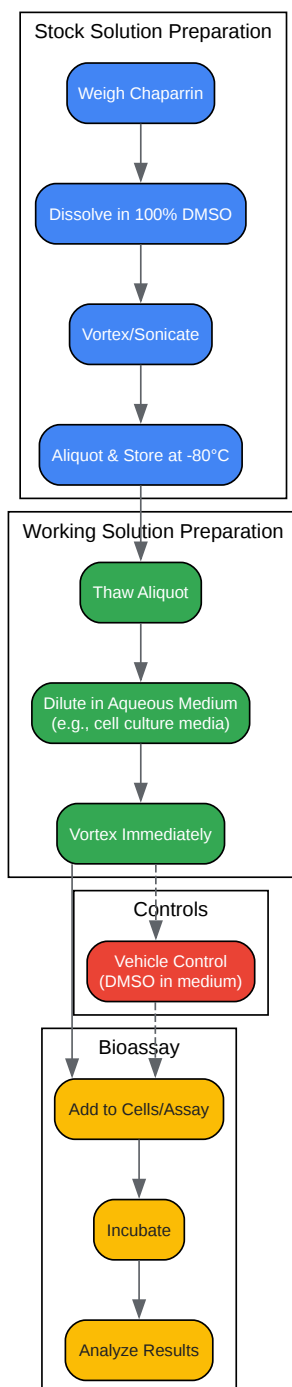 Stock Solution Preparation
Weigh Chaparrin
Dissolve in 100% DMSO
Vortex/Sonicate
Aliquot & Store at -80°C
Working Solution Preparation
Thaw Aliquot
Dilute in Aqueous Medium
(e.g., cell culture media)
Vortex Immediately
Controls
Vehicle Control
(DMSO in medium)
Bioassay
Add to Cells/Assay
Incubate
Analyze Results